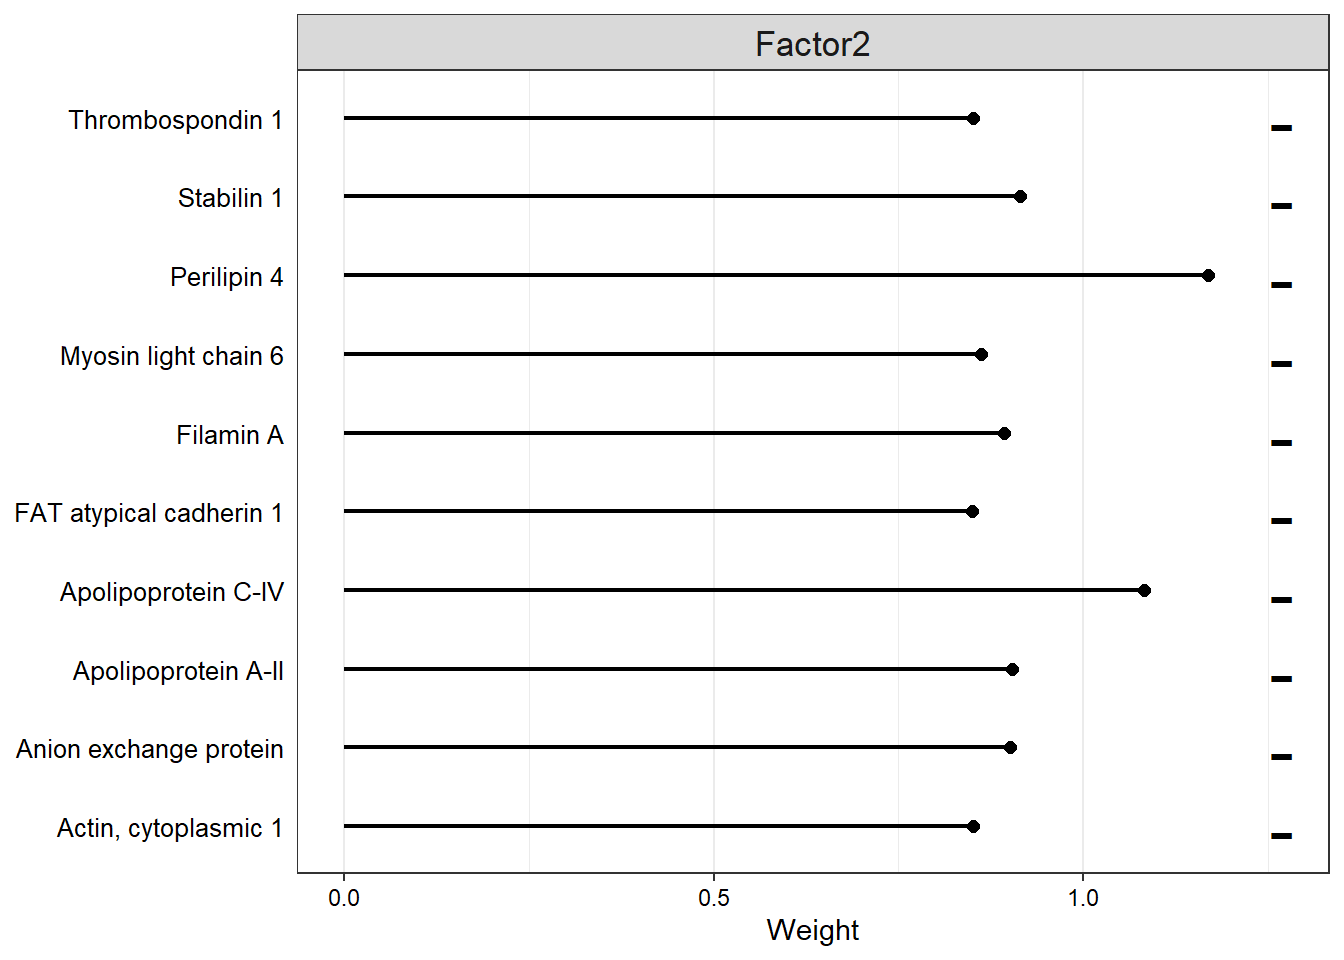 Factor2
Thrombospondin 1 -
Stabilin 1 -
Perilipin 4 -
Myosin light chain 6 -
Filamin A -
FAT atypical cadherin 1 -
Apolipoprotein C-IV -
Apolipoprotein A-II -
Anion exchange protein -
Actin, cytoplasmic 1 -
0.0 0.5 1.0
Weight